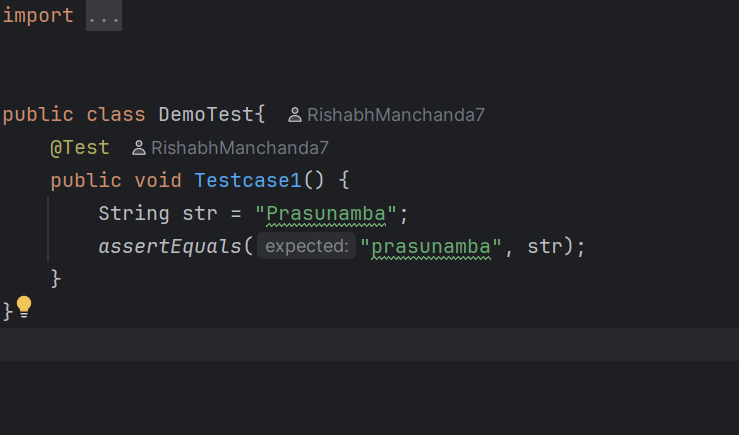 import ...
public class DemoTest{ RishabhManchanda7
@Test RishabhManchanda7
public void Testcase1() {
String str = "Prasunamba";
assertEquals( expected: "prasunamba", str);
}
}